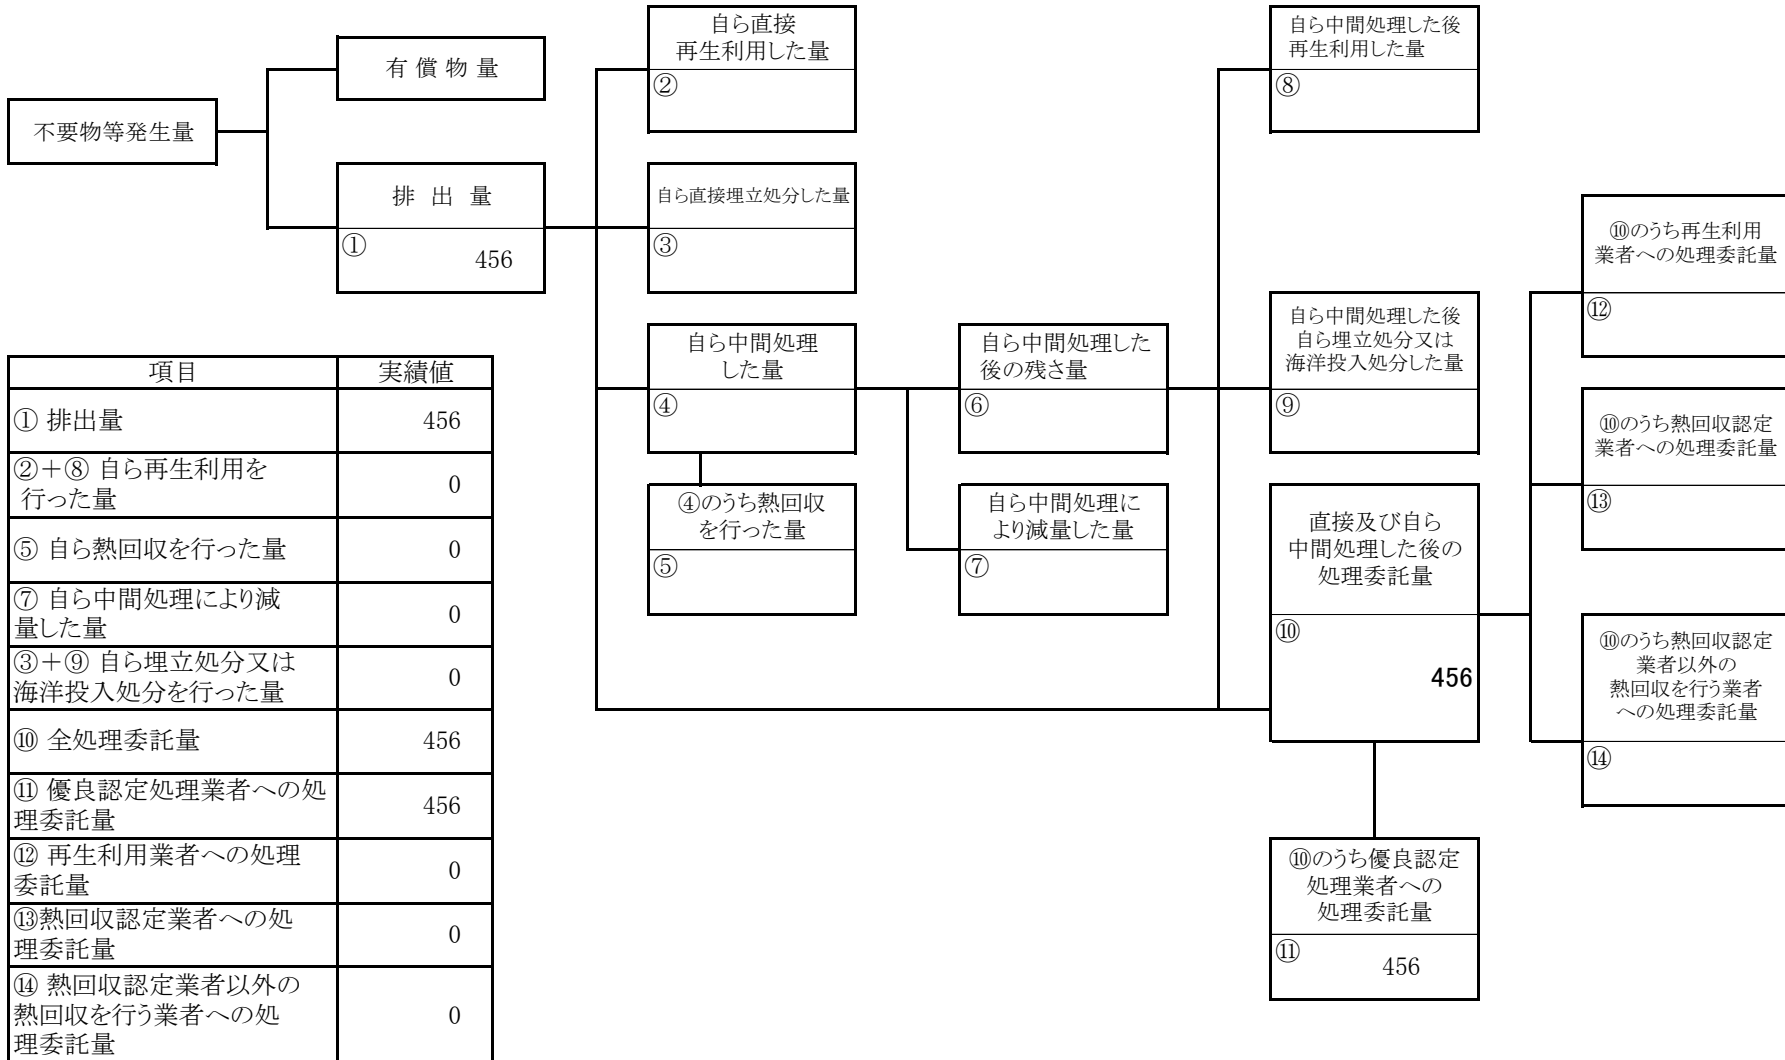 不要物等発生量
有 償 物 量
排 出 量
①
456
自ら直接
再生利用した量
②
自ら直接埋立処分した量
③
自ら中間処理
した量
④
④のうち熱回収
を行った量
⑤
自ら中間処理した
後の残さ量
⑥
自ら中間処理に
より減量した量
⑦
自ら中間処理した後
再生利用した量
⑧
自ら中間処理した後
自ら埋立処分又は
海洋投入処分した量
⑨
直接及び自ら
中間処理した後の
処理委託量
⑩
456
⑩のうち優良認定
処理業者への
処理委託量
⑪
456
⑩のうち再生利用
業者への処理委託量
⑫
⑩のうち熱回収認定
業者への処理委託量
⑬
⑩のうち熱回収認定
業者以外の
熱回収を行う業者
への処理委託量
⑭
項目 実績値
① 排出量 456
②+⑧ 自ら再生利用を
行った量 0
⑤ 自ら熱回収を行った量 0
⑦ 自ら中間処理により減
量した量 0
③+⑨ 自ら埋立処分又は
海洋投入処分を行った量 0
⑩ 全処理委託量 456
⑪ 優良認定処理業者への処
理委託量 456
⑫ 再生利用業者への処理
委託量 0
⑬熱回収認定業者への処
理委託量 0
⑭ 熱回収認定業者以外の
熱回収を行う業者への処
理委託量 0